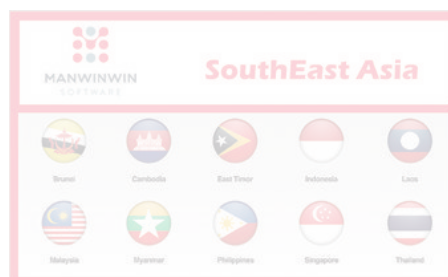 MANWINWIN
SOFTWARE
SouthEast Asia
Brunei
Cambodia
East Timor
Indonesia
Laos
Malaysia
Myanmar
Philippines
Singapore
Thailand